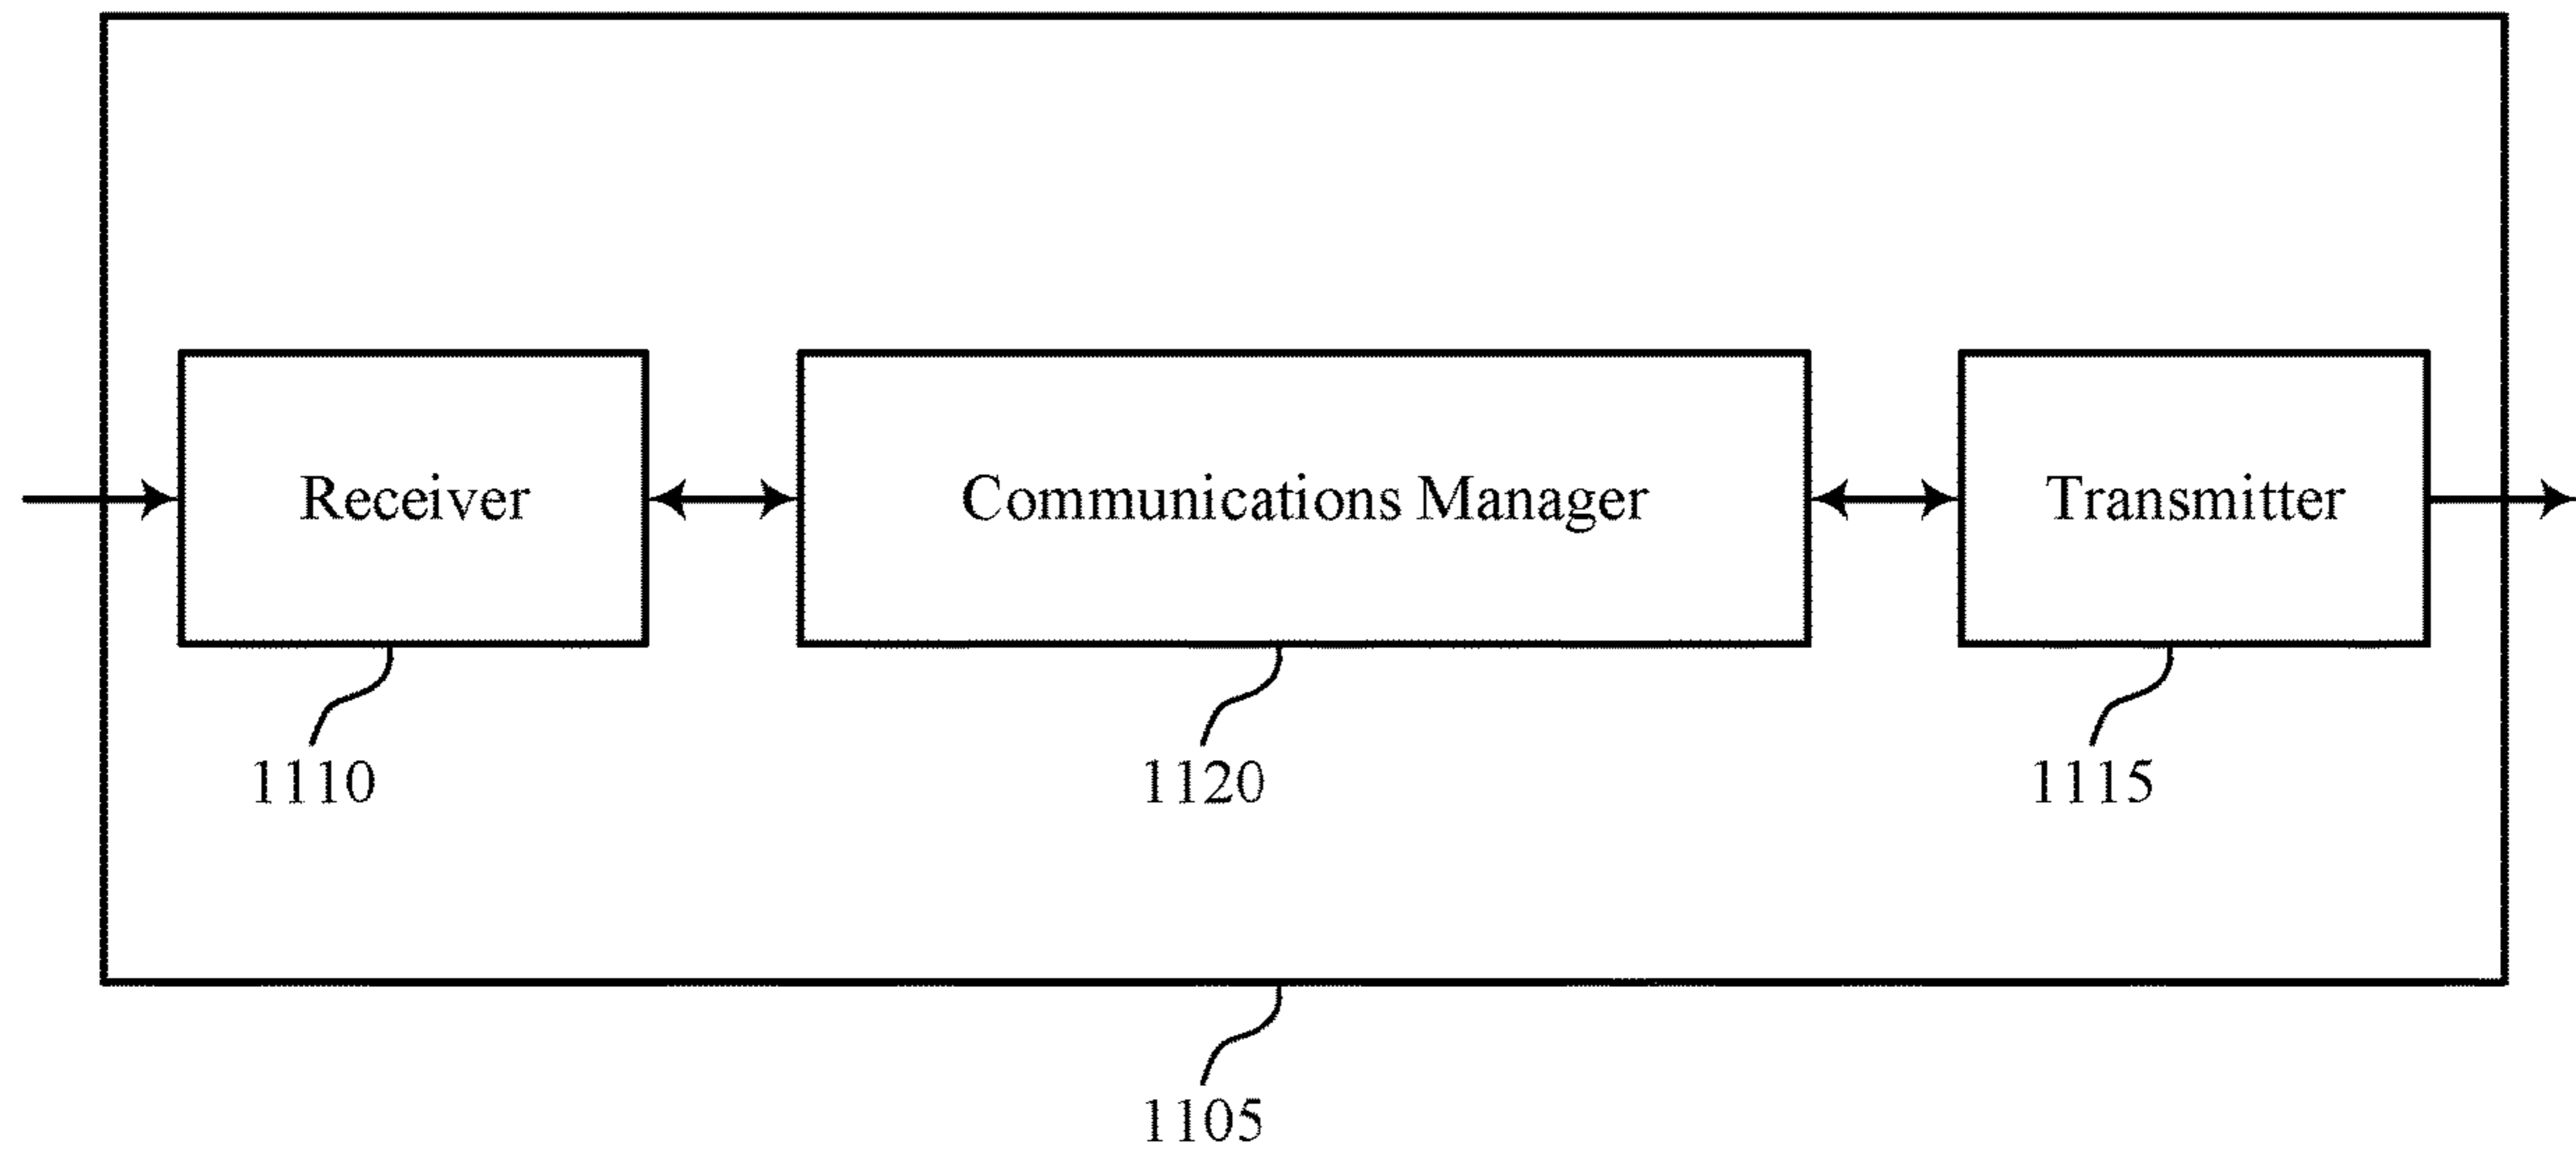 Receiver
Communications Manager
Transmitter
1110
1120
1115
1105